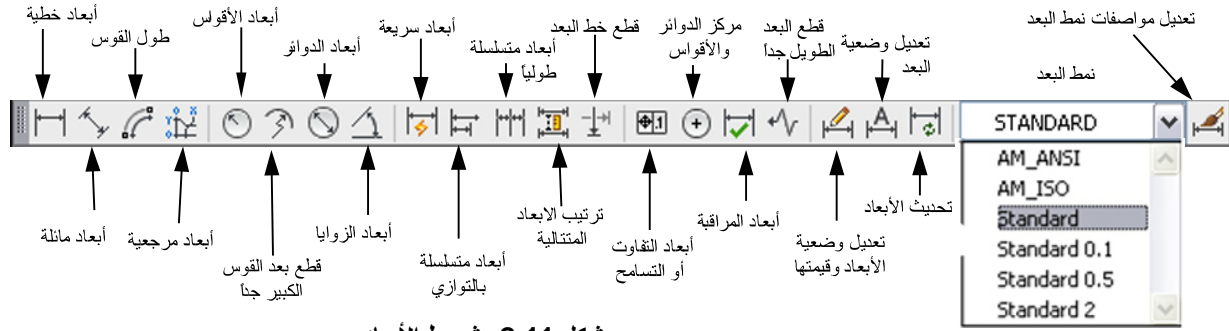 أبعاد خطية
طول القوس
أبعاد الأقواس
أبعاد الدوائر
أبعاد سريعة
أبعاد متسلسلة
طولياً
قطع خط البعد
مركز الدوائر
والأقواس
قطع البعد
الطويل جداً
تعديل وضعية
البعد
تعديل مواصفات نمط البعد
نمط البعد
STANDARD
AM_ANSI
AM_ISO
Standard
Standard 0.1
Standard 0.5
Standard 2
أبعاد مائلة
أبعاد مرجعية
قطع بعد القوس
الكبير جداً
أبعاد الزوايا
أبعاد متسلسلة
بالتوازي
ترتيب الابعاد
المتتالية
أبعاد التفاوت
أو التسامح
أبعاد المراقبة
تعديل وضعية
الأبعاد وقيمتها
تحديث الأبعاد